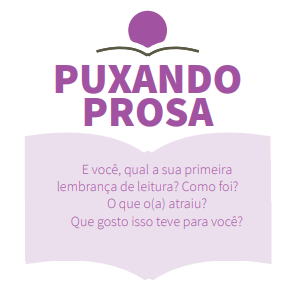 PUXANDO
PROSA
E você, qual a sua primeira
lembrança de leitura? Como foi?
O que o(a) atraiu?
Que gosto isso teve para você?